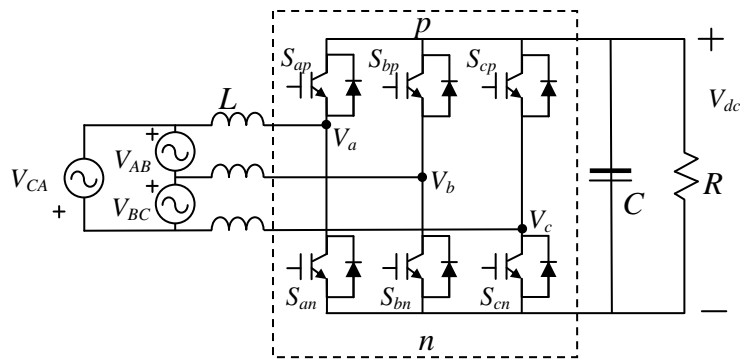 p
S_ap
S_bp
S_cp
+
L
V_a
V_dc
+
V_AB
V_CA
+
V_b
+
V_BC
V_c
C
R
S_an
S_bn
S_cn
−
n